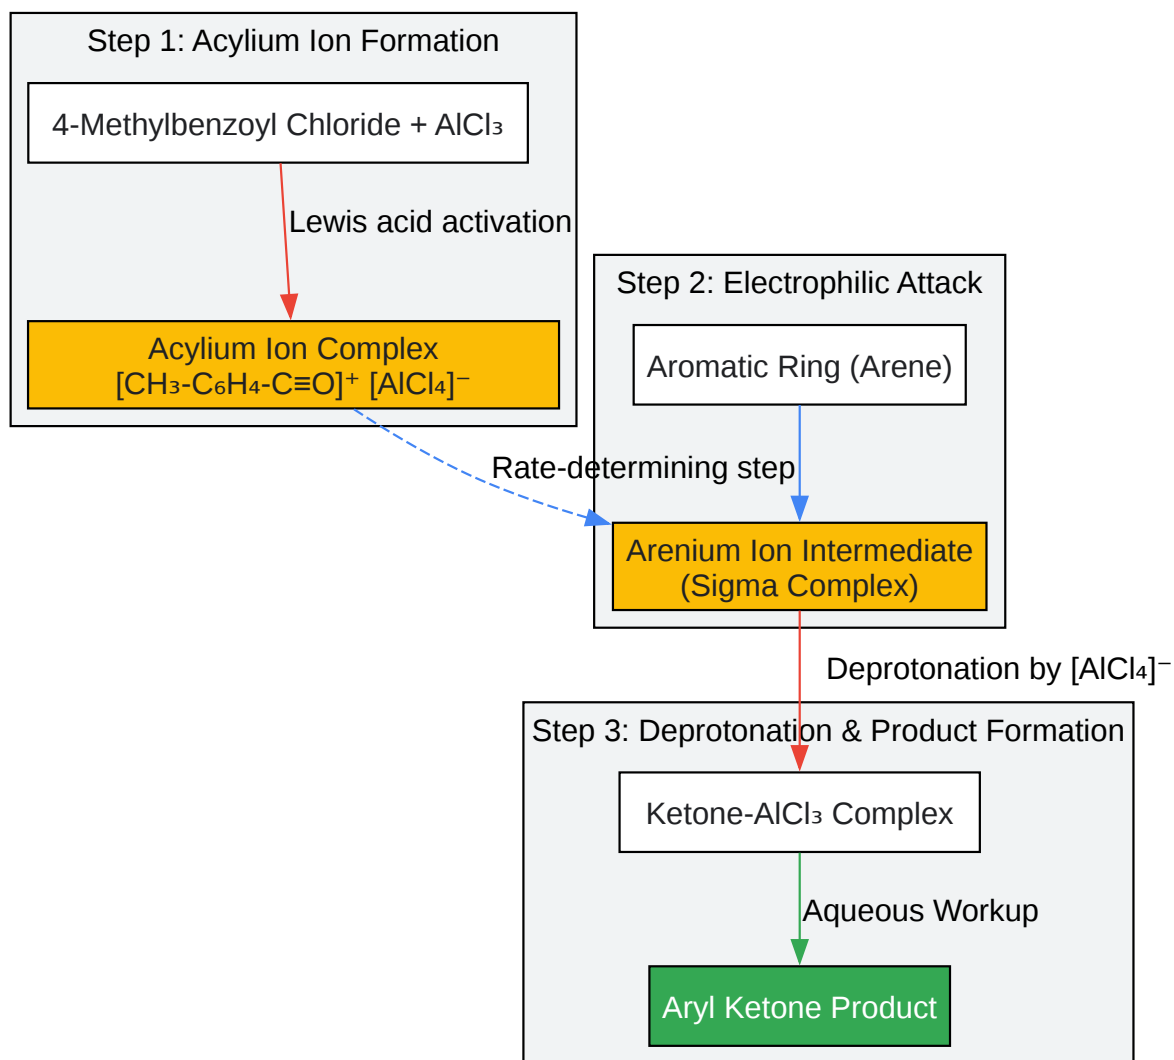 Step 1: Acylium Ion Formation
4-Methylbenzoyl Chloride + AlCl₃
Lewis acid activation
Acylium Ion Complex
[CH₃-C₆H₄-C≡O]⁺ [AlCl₄]⁻
Step 2: Electrophilic Attack
Aromatic Ring (Arene)
Rate-determining step
Arenium Ion Intermediate
(Sigma Complex)
Deprotonation by [AlCl₄]⁻
Step 3: Deprotonation & Product Formation
Ketone-AlCl₃ Complex
Aqueous Workup
Aryl Ketone Product